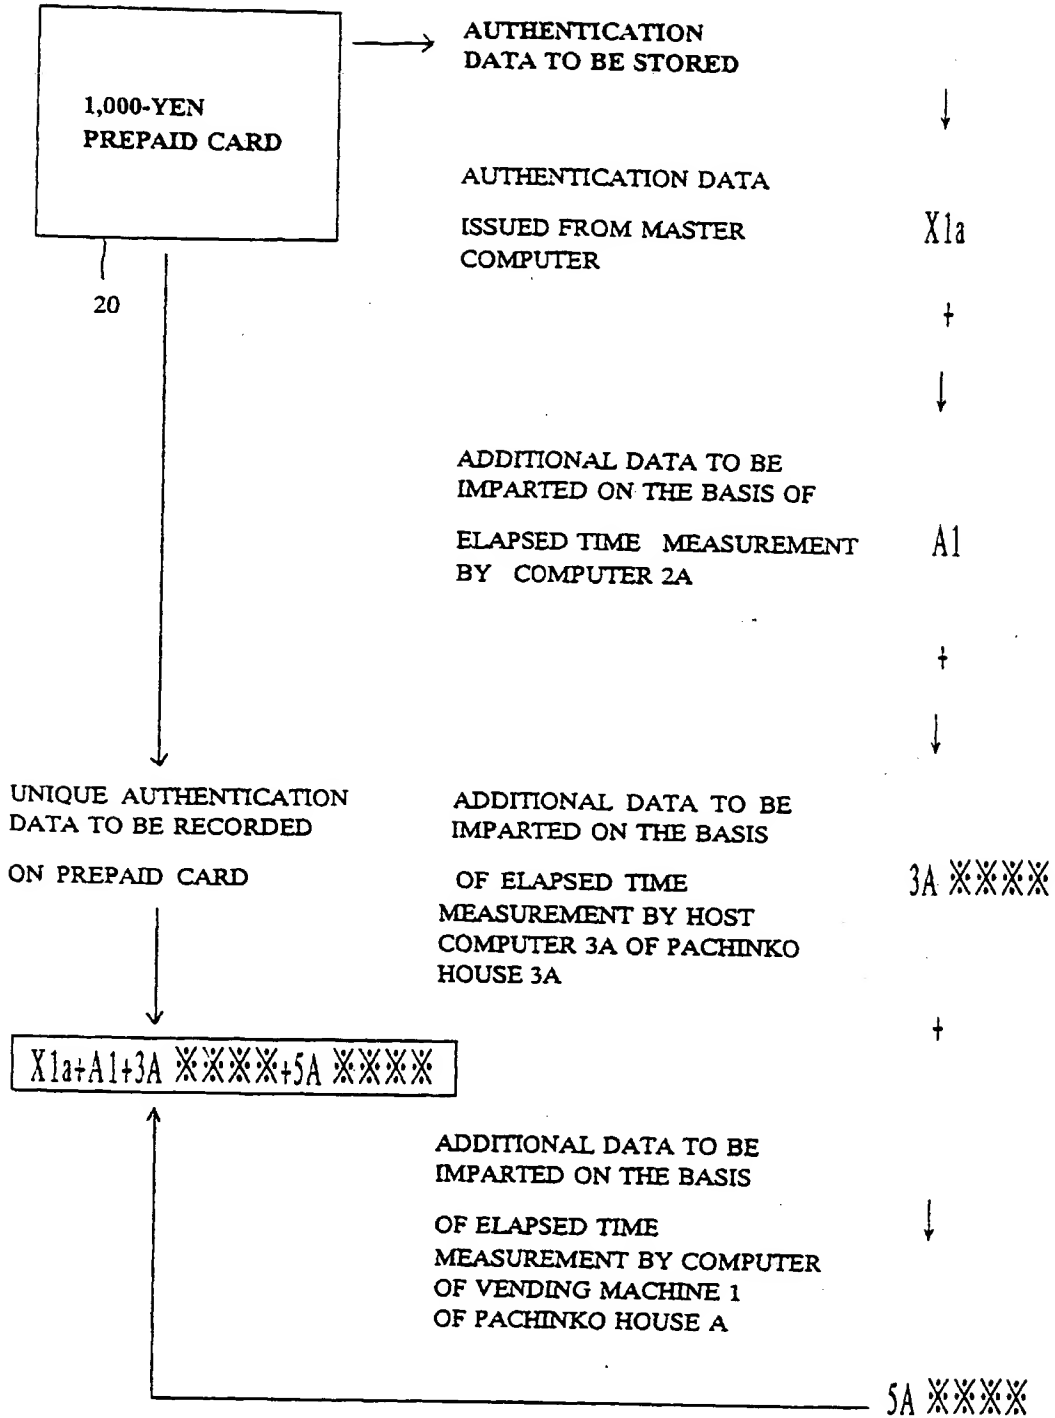 1,000-YEN
PREPAID CARD
20
AUTHENTICATION
DATA TO BE STORED
AUTHENTICATION DATA
ISSUED FROM MASTER
COMPUTER
X1a
+
ADDITIONAL DATA TO BE
IMPARTED ON THE BASIS OF
ELAPSED TIME MEASUREMENT
BY COMPUTER 2A
A1
+
UNIQUE AUTHENTICATION
DATA TO BE RECORDED
ON PREPAID CARD
ADDITIONAL DATA TO BE
IMPARTED ON THE BASIS
OF ELAPSED TIME
MEASUREMENT BY HOST
COMPUTER 3A OF PACHINKO
HOUSE 3A
3A ※※※※
+
X1a+A1+3A ※※※※+5A ※※※※
ADDITIONAL DATA TO BE
IMPARTED ON THE BASIS
OF ELAPSED TIME
MEASUREMENT BY COMPUTER
OF VENDING MACHINE 1
OF PACHINKO HOUSE A
5A ※※※※